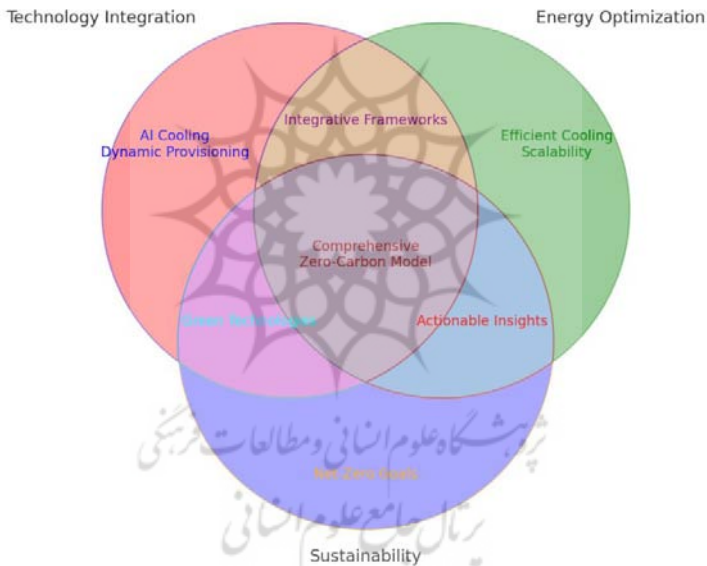 Technology Integration
Energy Optimization
Integrative Frameworks
AI Cooling
Dynamic Provisioning
Efficient Cooling
Scalability
Comprehensive
Zero-Carbon Model
Green Technologies
Actionable Insights
پژوهشگاه علوم انسانی و مطالعات فرهنگی
Net Zero Goals
پرتال جامع علوم انسانی
Sustainability